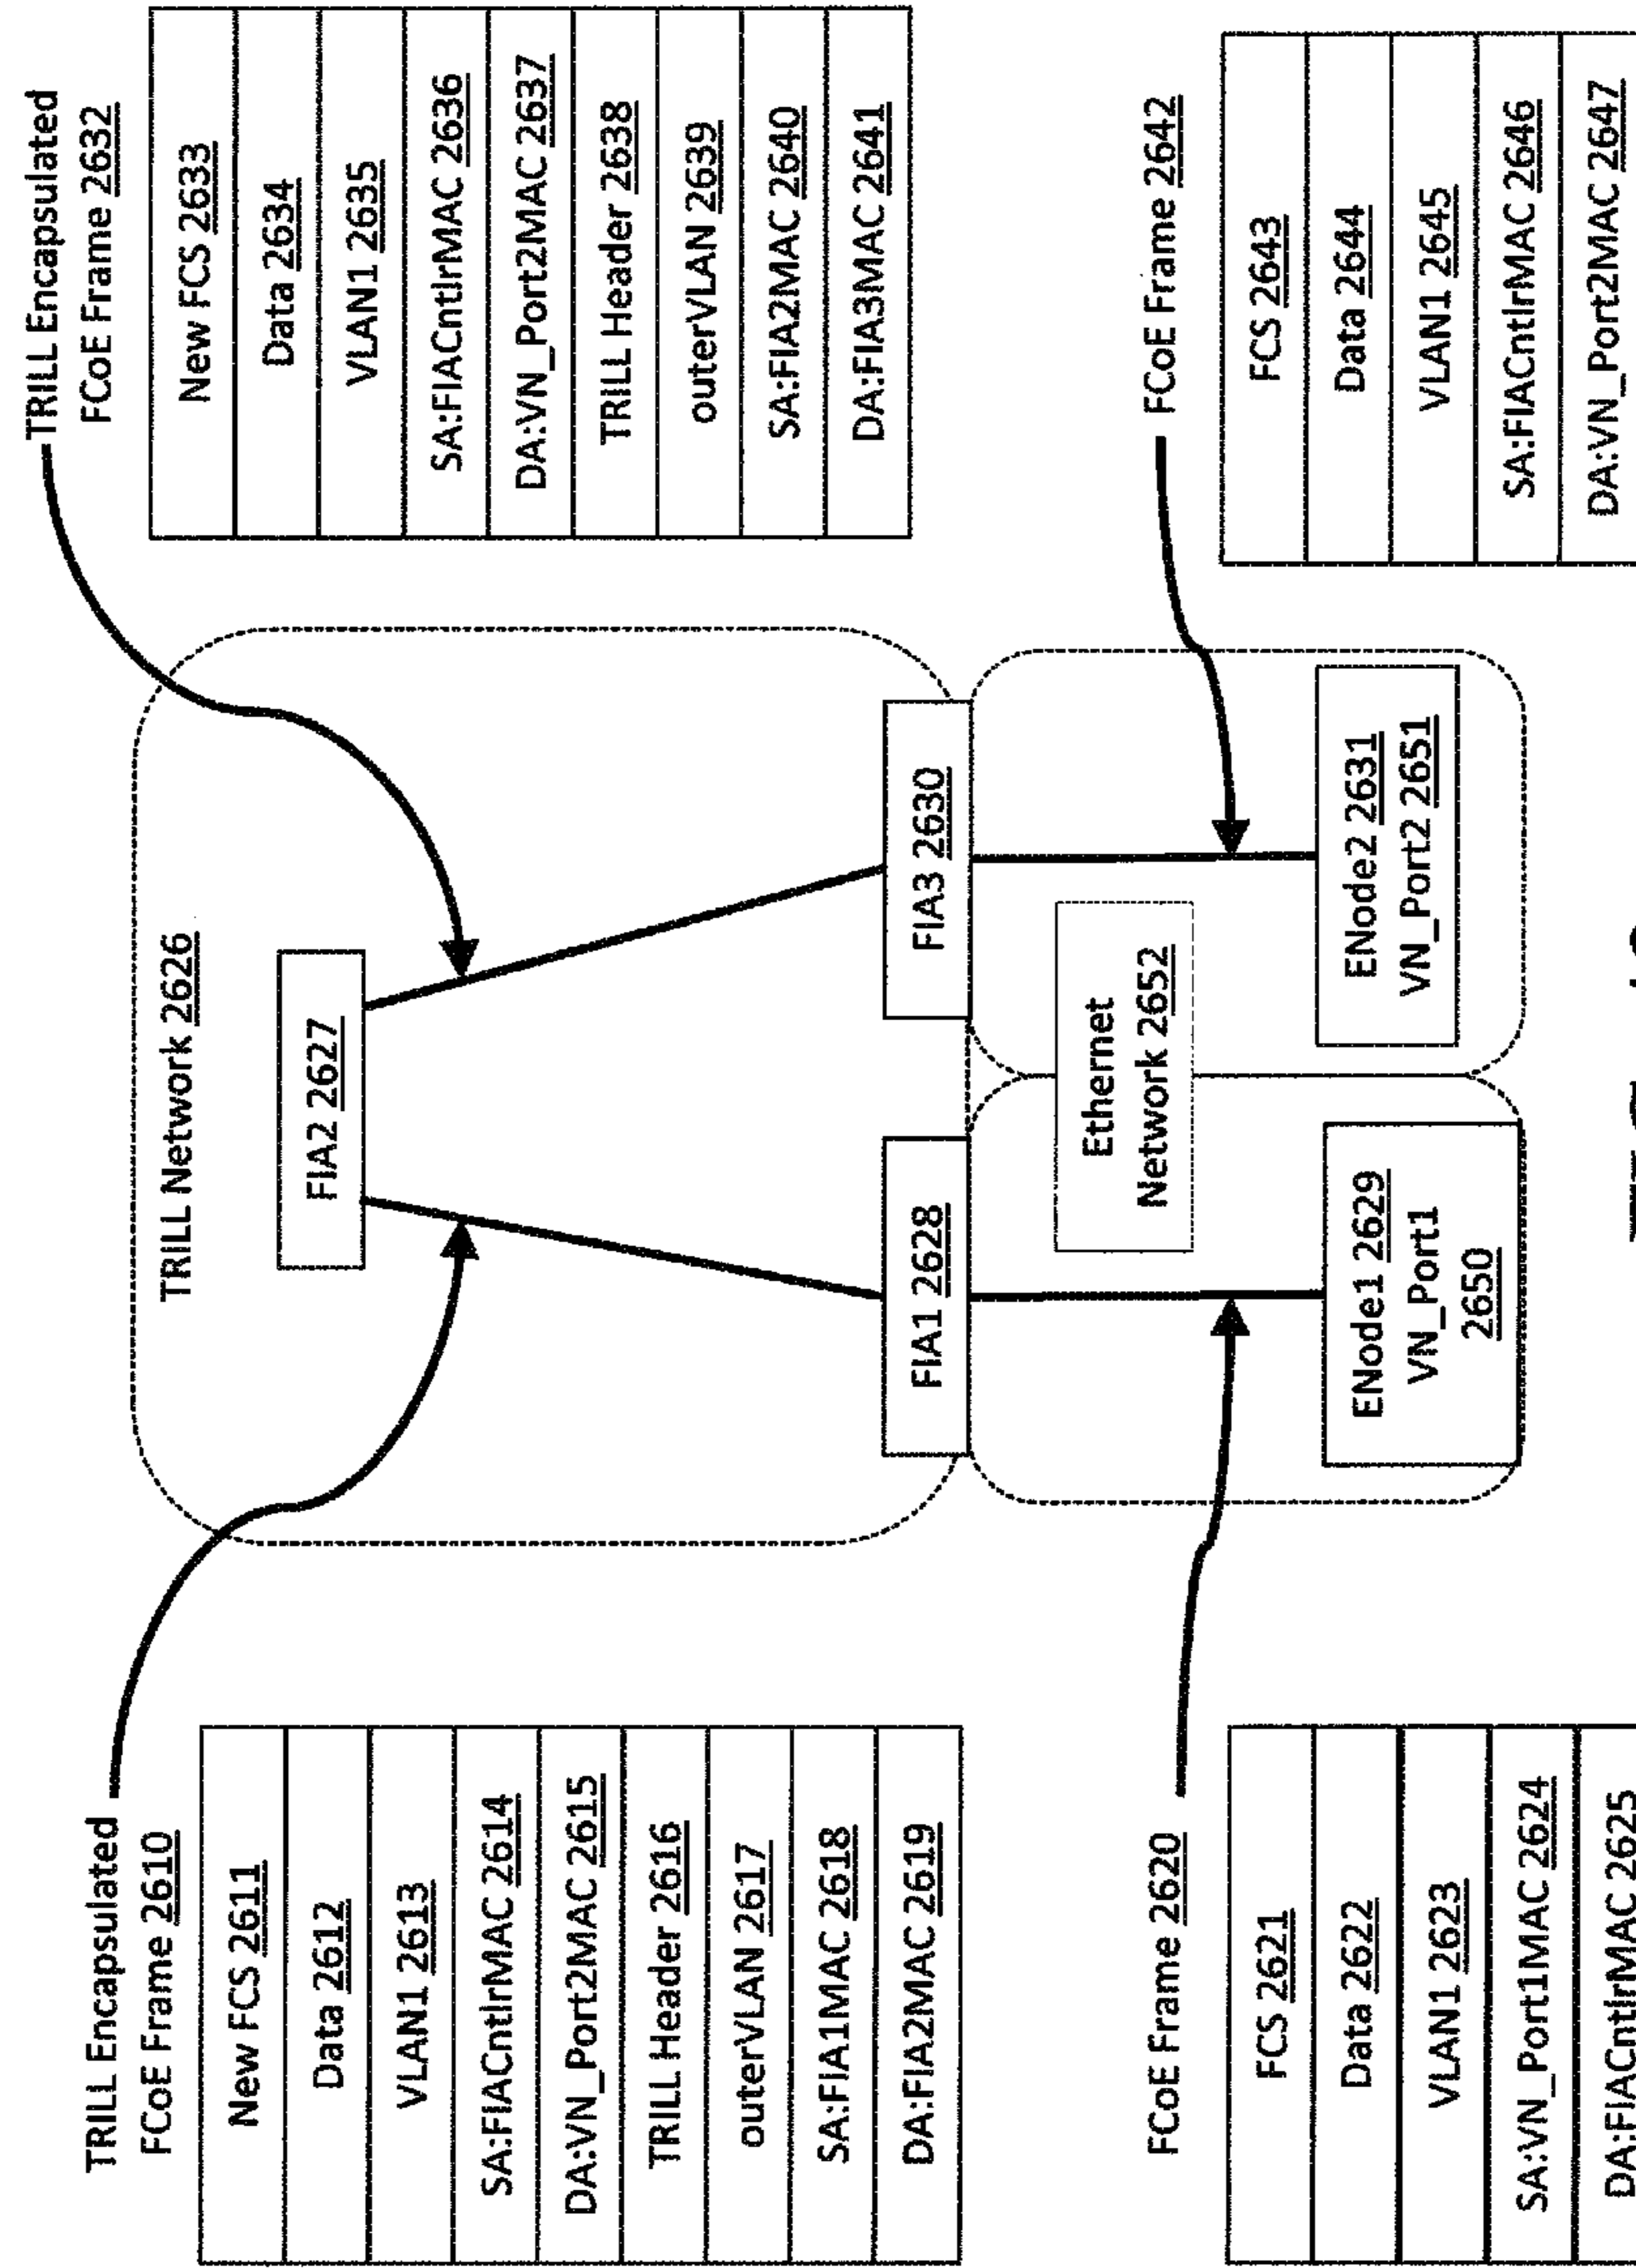 TRILL Encapsulated
FCoE Frame 2610
New FCS 2611
Data 2612
VLAN1 2613
SA:FIACntlrMAC 2614
DA:VN_Port2MAC 2615
TRILL Header 2616
outerVLAN 2617
SA:FIA1MAC 2618
DA:FIA2MAC 2619
FCoE Frame 2620
FCS 2621
Data 2622
VLAN1 2623
SA:VN_Port1MAC 2624
DA:FIACntlrMAC 2625
TRILL Network 2626
FIA2 2627
FIA1 2628
FIA3 2630
Ethernet
Network 2652
ENode1 2629
VN_Port1
2650
ENode2 2631
VN_Port2 2651
TRILL Encapsulated
FCoE Frame 2632
New FCS 2633
Data 2634
VLAN1 2635
SA:FIACntlrMAC 2636
DA:VN_Port2MAC 2637
TRILL Header 2638
outerVLAN 2639
SA:FIA2MAC 2640
DA:FIA3MAC 2641
FCoE Frame 2642
FCS 2643
Data 2644
VLAN1 2645
SA:FIACntlrMAC 2646
DA:VN_Port2MAC 2647